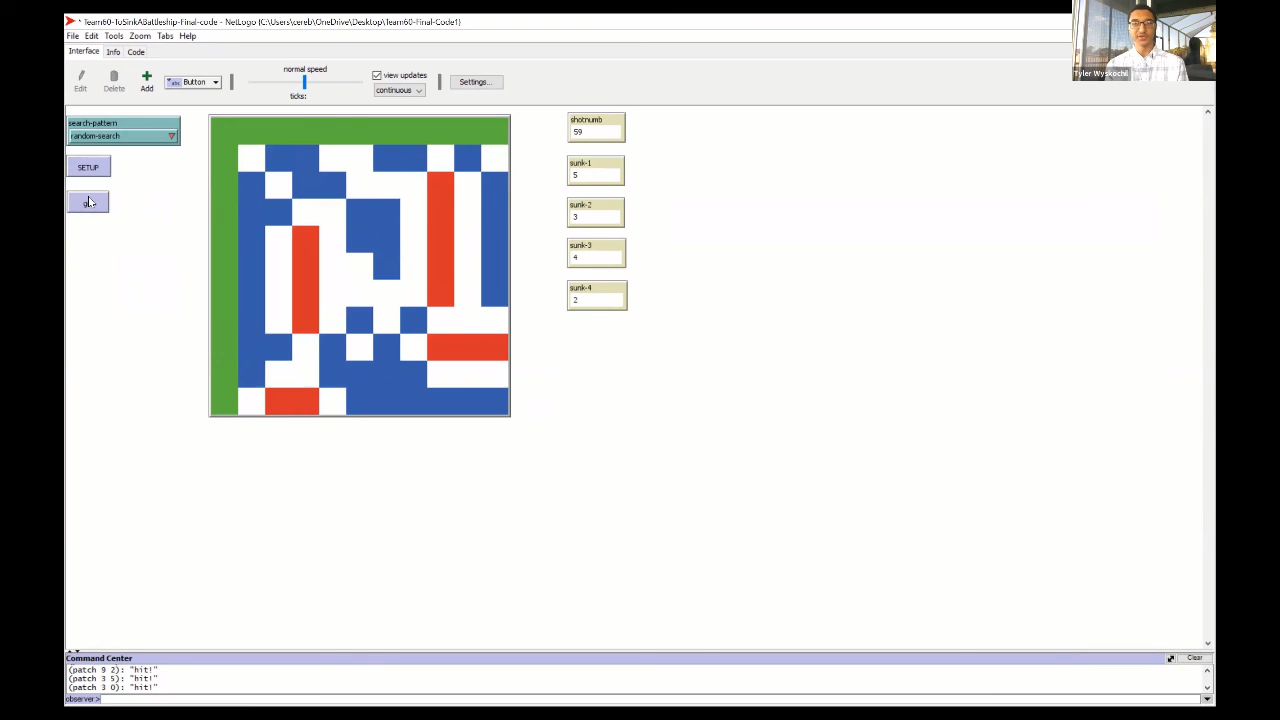 * Team60-ToSinkABattleship-Final-code - NetLogo {C:\Users\cereb\OneDrive\Desktop\Team60-Final-Code1}
File Edit Tools Zoom Tabs Help
Interface Info Code
Edit Delete Add
abc Button
normal speed
ticks:
view updates
continuous
Settings...
Tyler Wyskochil
search-pattern
random-search
SETUP
shotnumb
59
sunk-1
5
sunk-2
3
sunk-3
4
sunk-4
2
Command Center
Clear
(patch 9 2): "hit!"
(patch 3 5): "hit!"
(patch 3 0): "hit!"
observer>